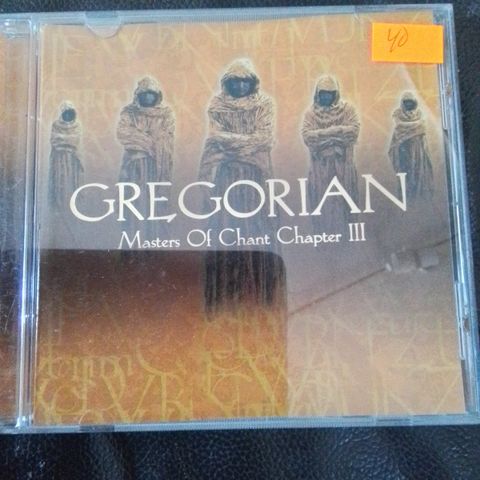 40
GREGORIAN
Masters Of Chant Chapter III